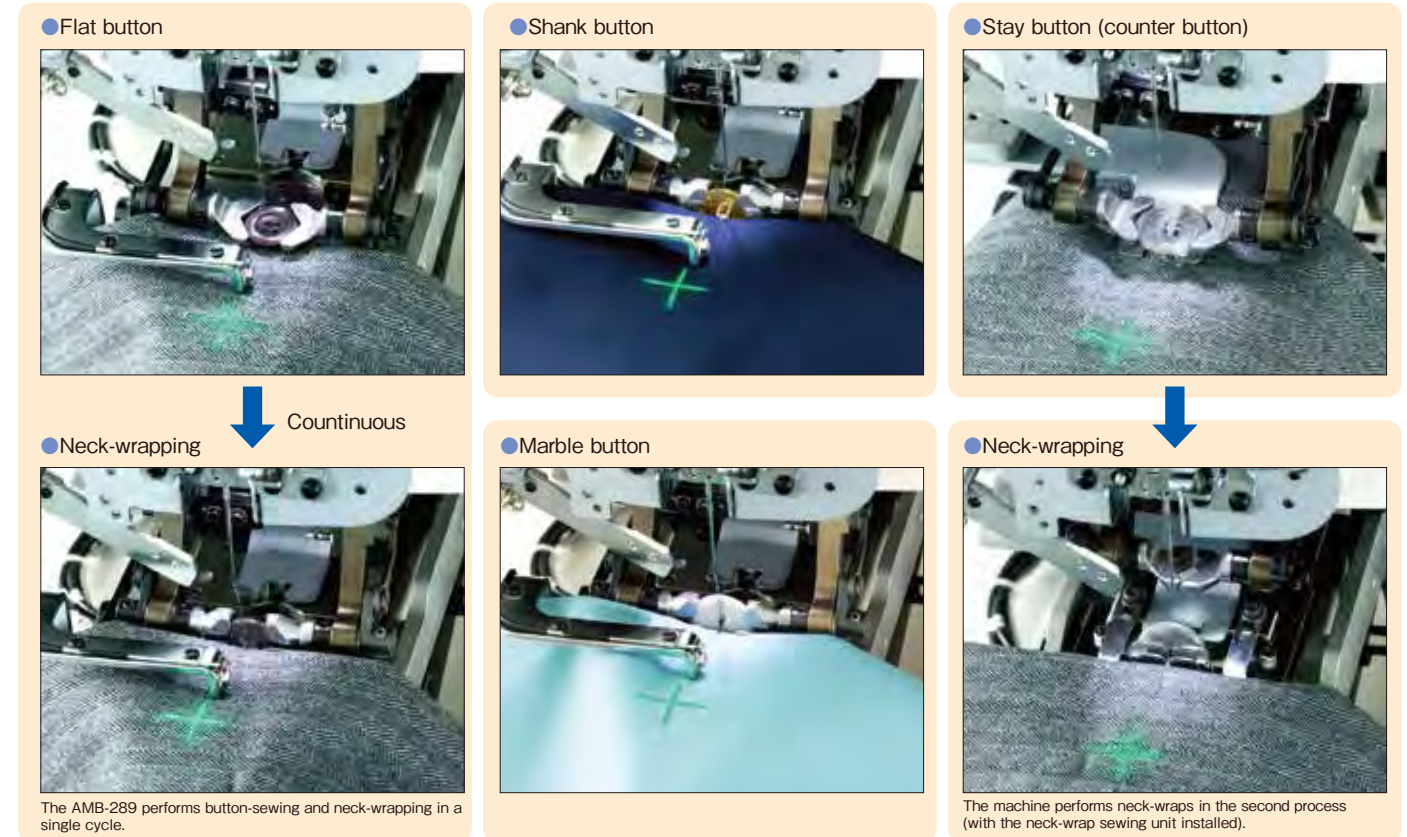 ●Flat button
●Shank button
●Stay button (counter button)
Countinuous
●Neck-wrapping
●Marble button
●Neck-wrapping
The AMB-289 performs button-sewing and neck-wrapping in a
single cycle.
The machine performs neck-wraps in the second process
(with the neck-wrap sewing unit installed).